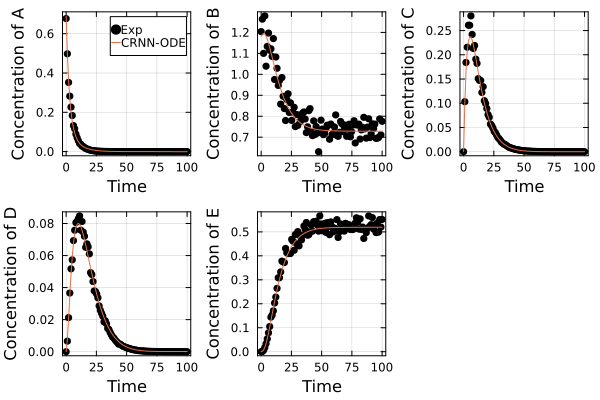 Concentration of A
0.6
0.4
0.2
0.0
0 25 50 75 100
Time
Exp
CRNN-ODE
Concentration of B
1.2
1.1
1.0
0.9
0.8
0.7
0 25 50 75 100
Time
Concentration of C
0.25
0.20
0.15
0.10
0.05
0.00
0 25 50 75 100
Time
Concentration of D
0.08
0.06
0.04
0.02
0.00
0 25 50 75 100
Time
Concentration of E
0.5
0.4
0.3
0.2
0.1
0.0
0 25 50 75 100
Time